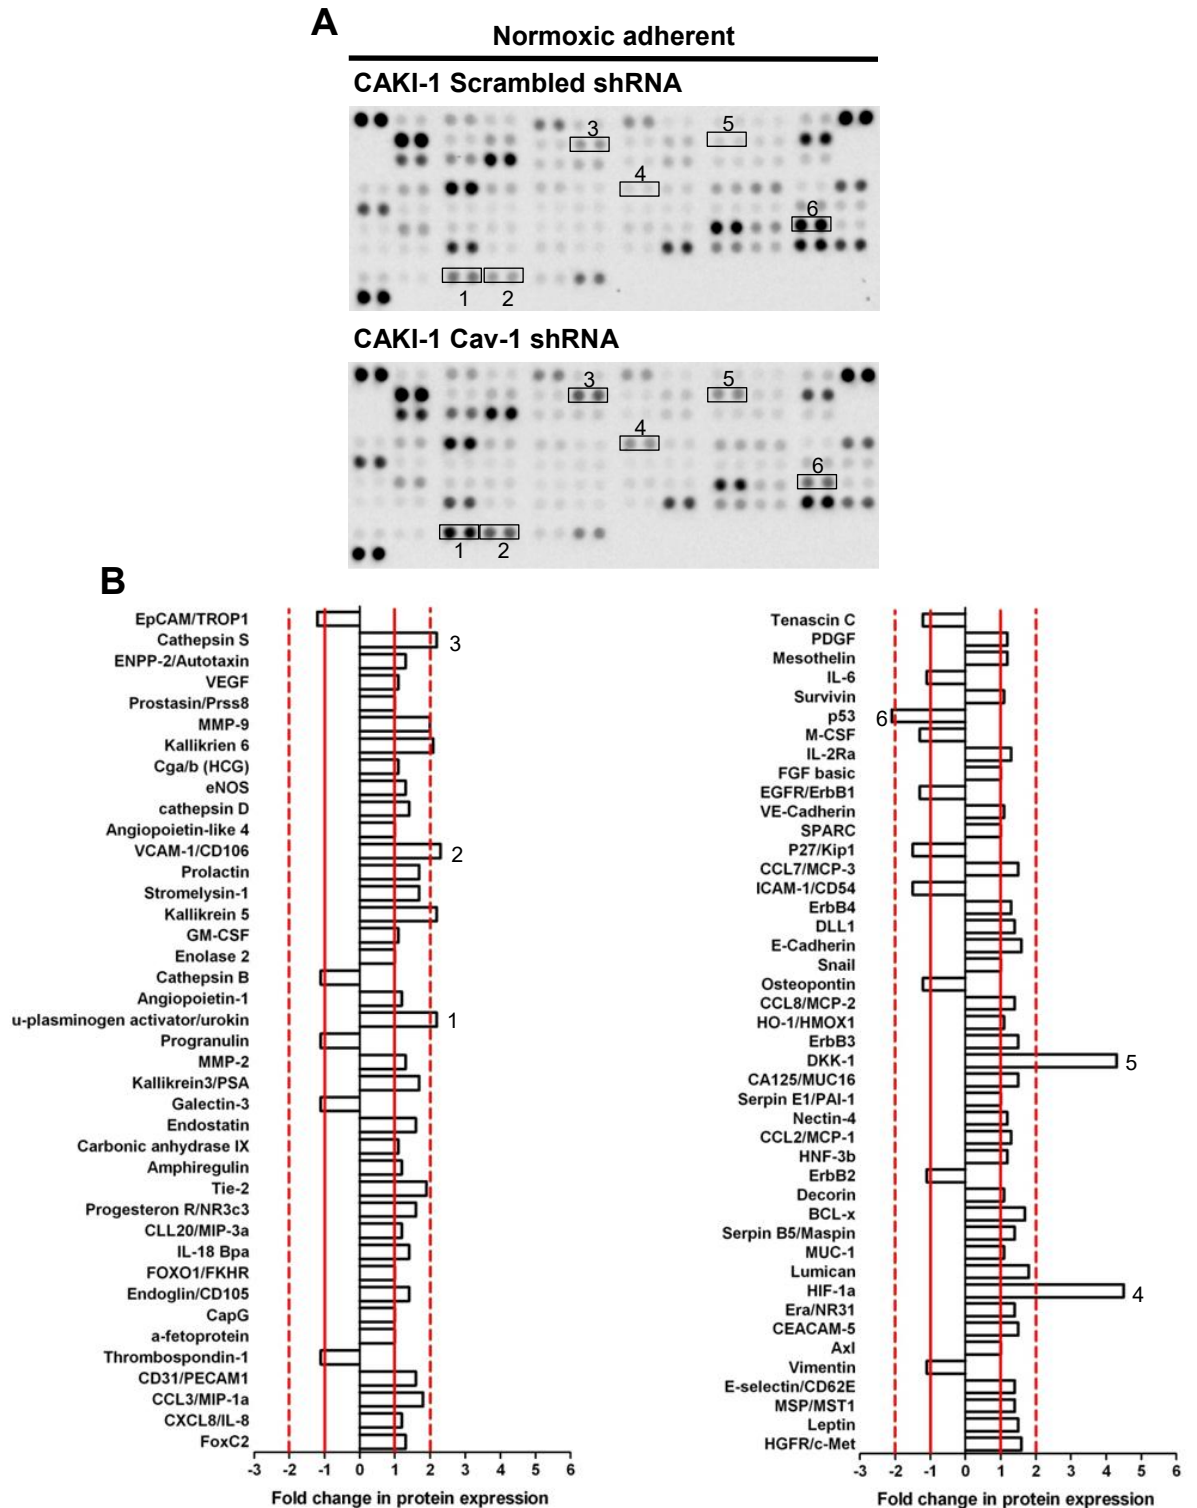 A
Normoxic adherent
CAKI-1 Scrambled shRNA
3
5
4
6
1
2
CAKI-1 Cav-1 shRNA
3
5
4
6
1
2
B
EpCAM/TROP1
Cathepsin S
3
ENPP-2/Autotaxin
VEGF
Prostasin/Prss8
MMP-9
Kallikrien 6
Cga/b (HCG)
eNOS
cathepsin D
Angiopoietin-like 4
VCAM-1/CD106
2
Prolactin
Stromelysin-1
Kallikrein 5
GM-CSF
Enolase 2
Cathepsin B
Angiopoietin-1
u-plasminogen activator/urokin
1
Progranulin
MMP-2
Kallikrein3/PSA
Galectin-3
Endostatin
Carbonic anhydrase IX
Amphiregulin
Tie-2
Progesteron R/NR3c3
CLL20/MIP-3a
IL-18 Bpa
FOXO1/FKHR
Endoglin/CD105
CapG
a-fetoprotein
Thrombospondin-1
CD31/PECAM1
CCL3/MIP-1a
CXCL8/IL-8
FoxC2
-3 -2 -1 0 1 2 3 4 5 6
Fold change in protein expression
Tenascin C
PDGF
Mesothelin
IL-6
Survivin
p53
6
M-CSF
IL-2Ra
FGF basic
EGFR/ErbB1
VE-Cadherin
SPARC
P27/Kip1
CCL7/MCP-3
ICAM-1/CD54
ErbB4
DLL1
E-Cadherin
Snail
Osteopontin
CCL8/MCP-2
HO-1/HMOX1
ErbB3
DKK-1
5
CA125/MUC16
Serpin E1/PAI-1
Nectin-4
CCL2/MCP-1
HNF-3b
ErbB2
Decorin
BCL-x
Serpin B5/Maspin
MUC-1
Lumican
HIF-1a
4
Era/NR31
CEACAM-5
Axl
Vimentin
E-selectin/CD62E
MSP/MST1
Leptin
HGFR/c-Met
-3 -2 -1 0 1 2 3 4 5 6
Fold change in protein expression